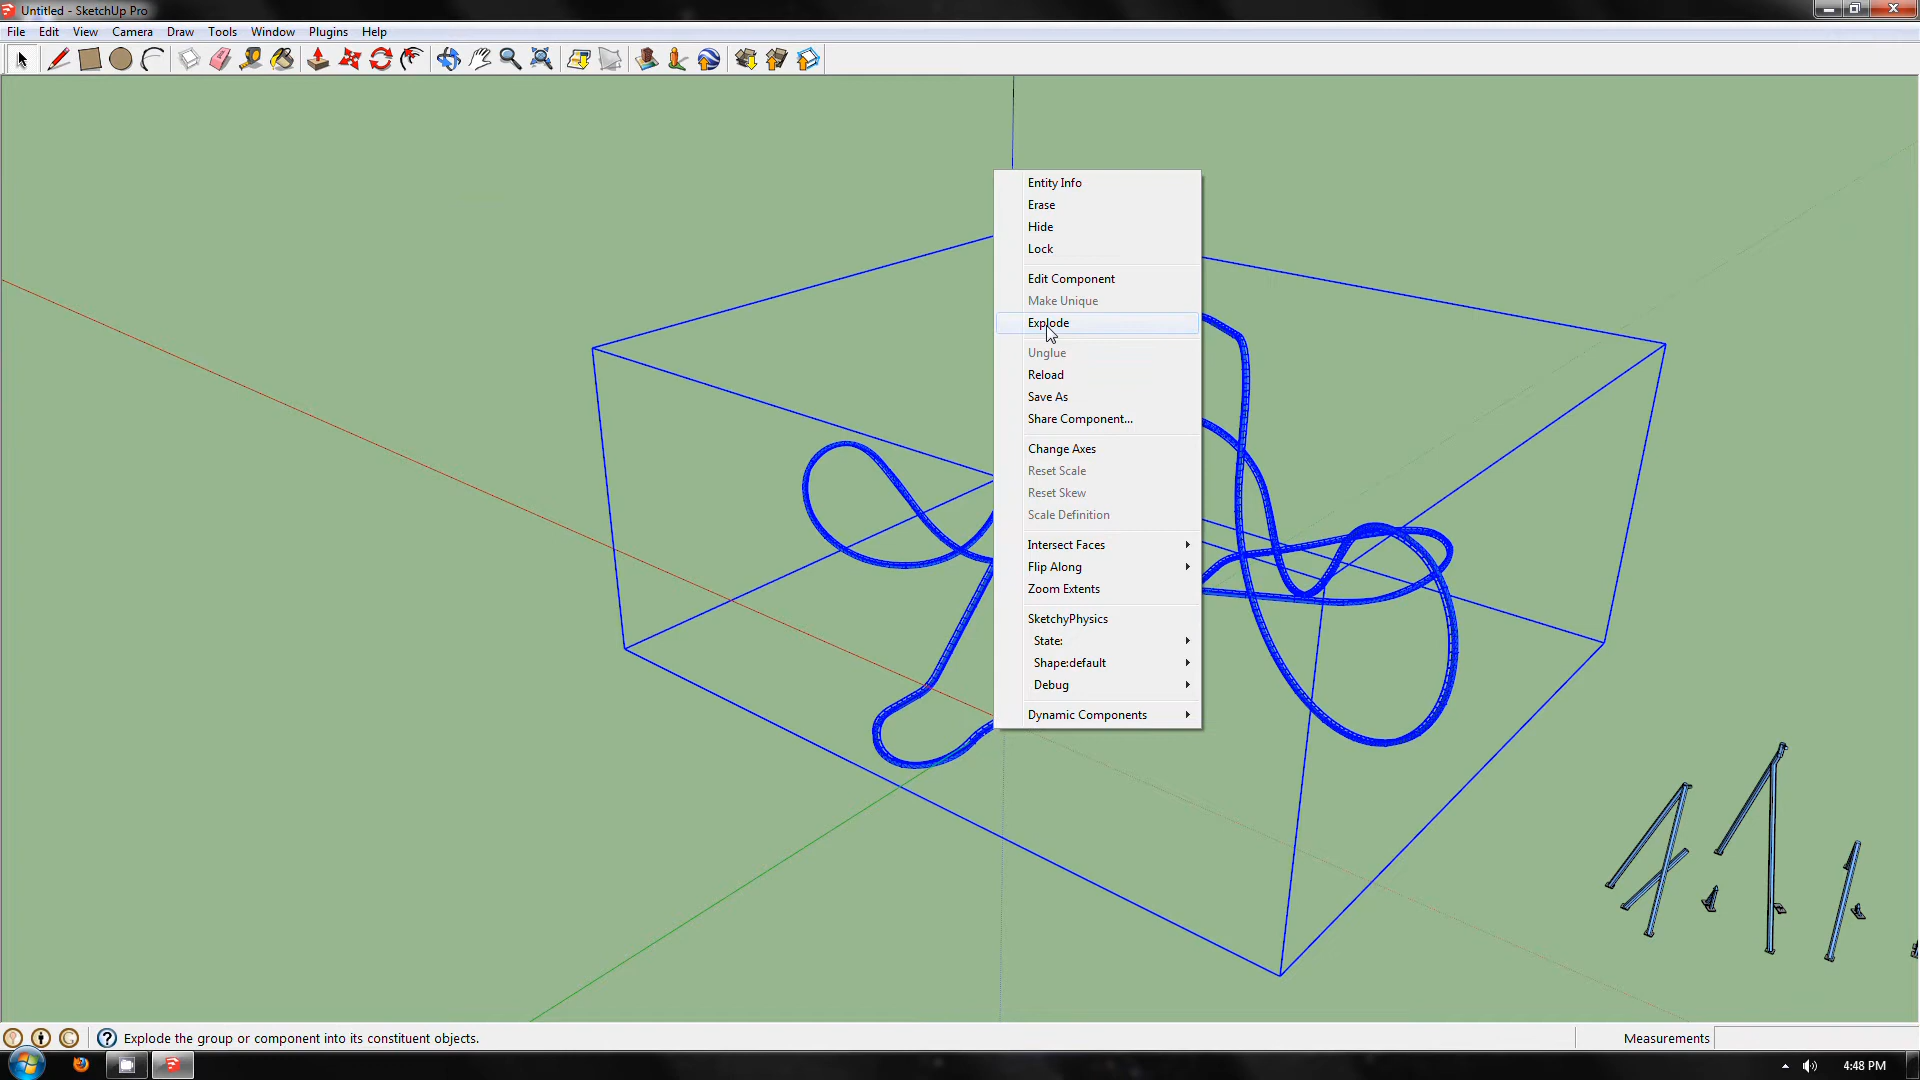 Untitled - SketchUp Pro
File Edit View Camera Draw Tools Window Plugins Help
Entity Info
Erase
Hide
Lock
Edit Component
Make Unique
Explode
Unglue
Reload
Save As
Share Component...
Change Axes
Reset Scale
Reset Skew
Scale Definition
Intersect Faces
Flip Along
Zoom Extents
SketchyPhysics
State:
Shape:default
Debug
Dynamic Components
Explode the group or component into its constituent objects.
Measurements
4:48 PM